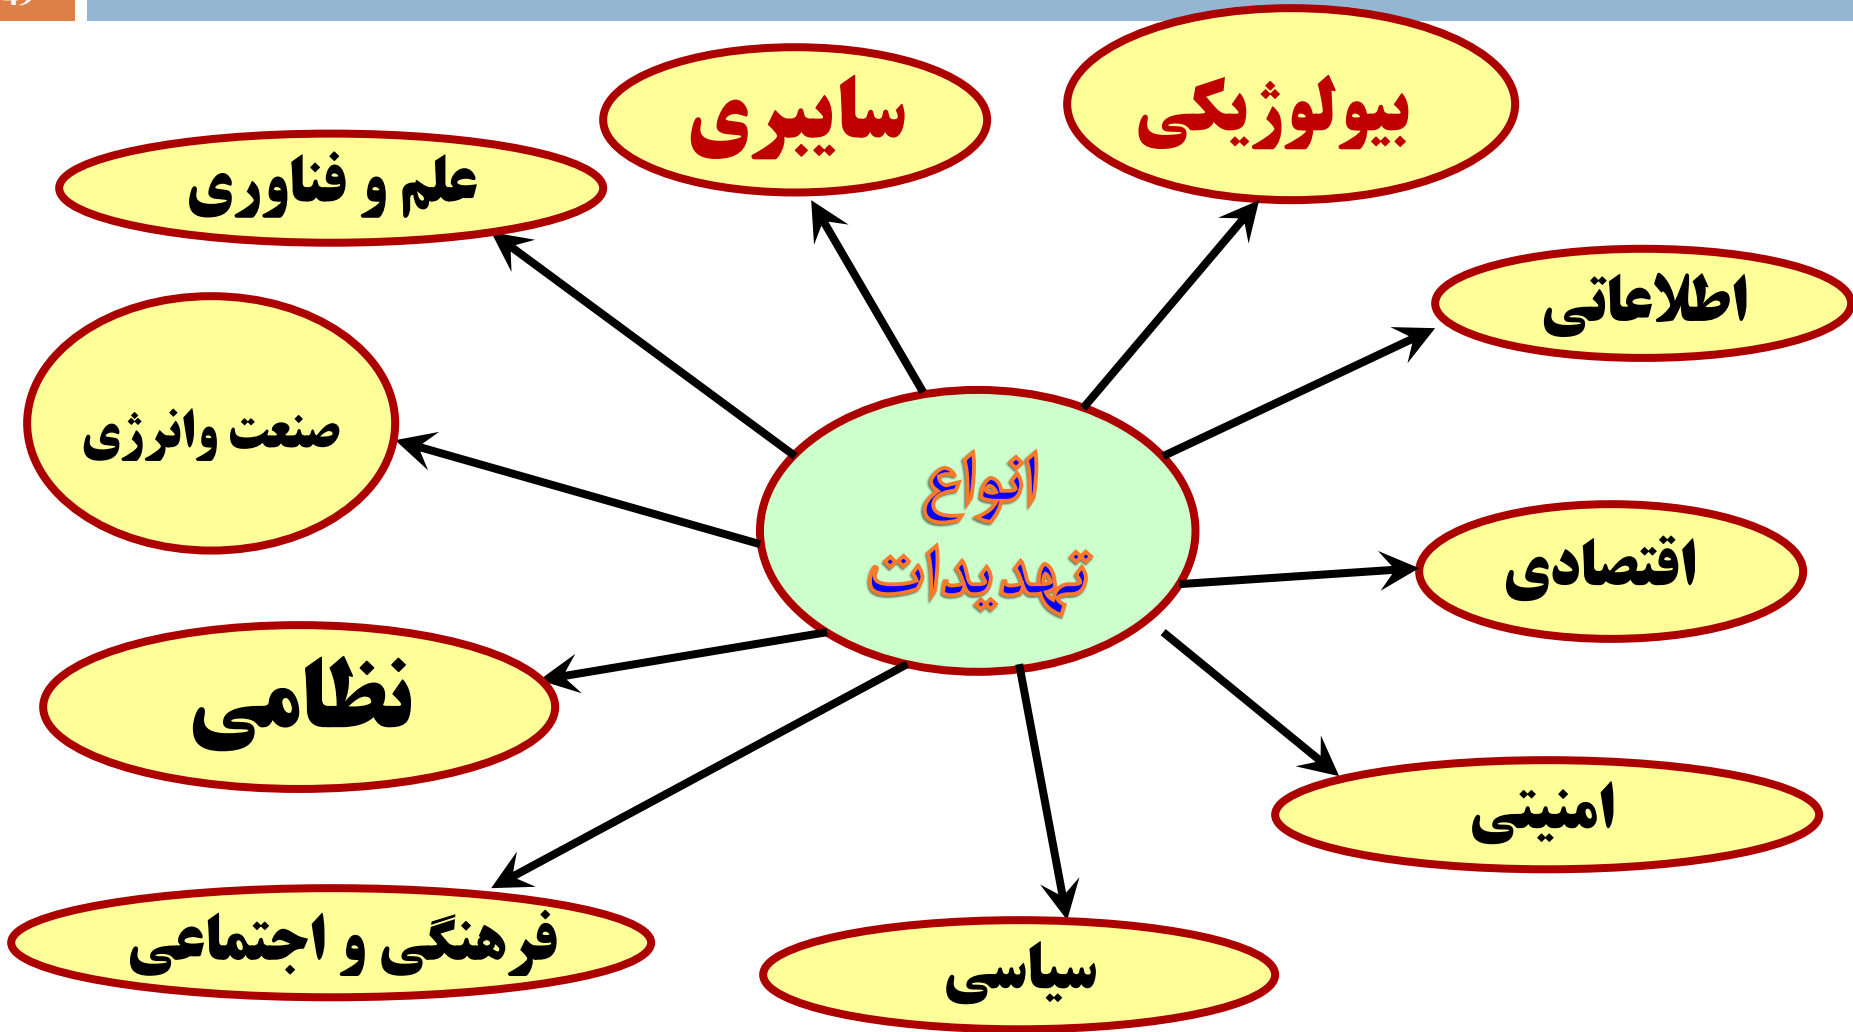 بیولوژیکی
سایبری
علم و فناوری
اطلاعاتی
صنعت وانرژی
انواع
تهدیدات
اقتصادی
نظامی
امنیتی
فرهنگی و اجتماعی
سیاسی